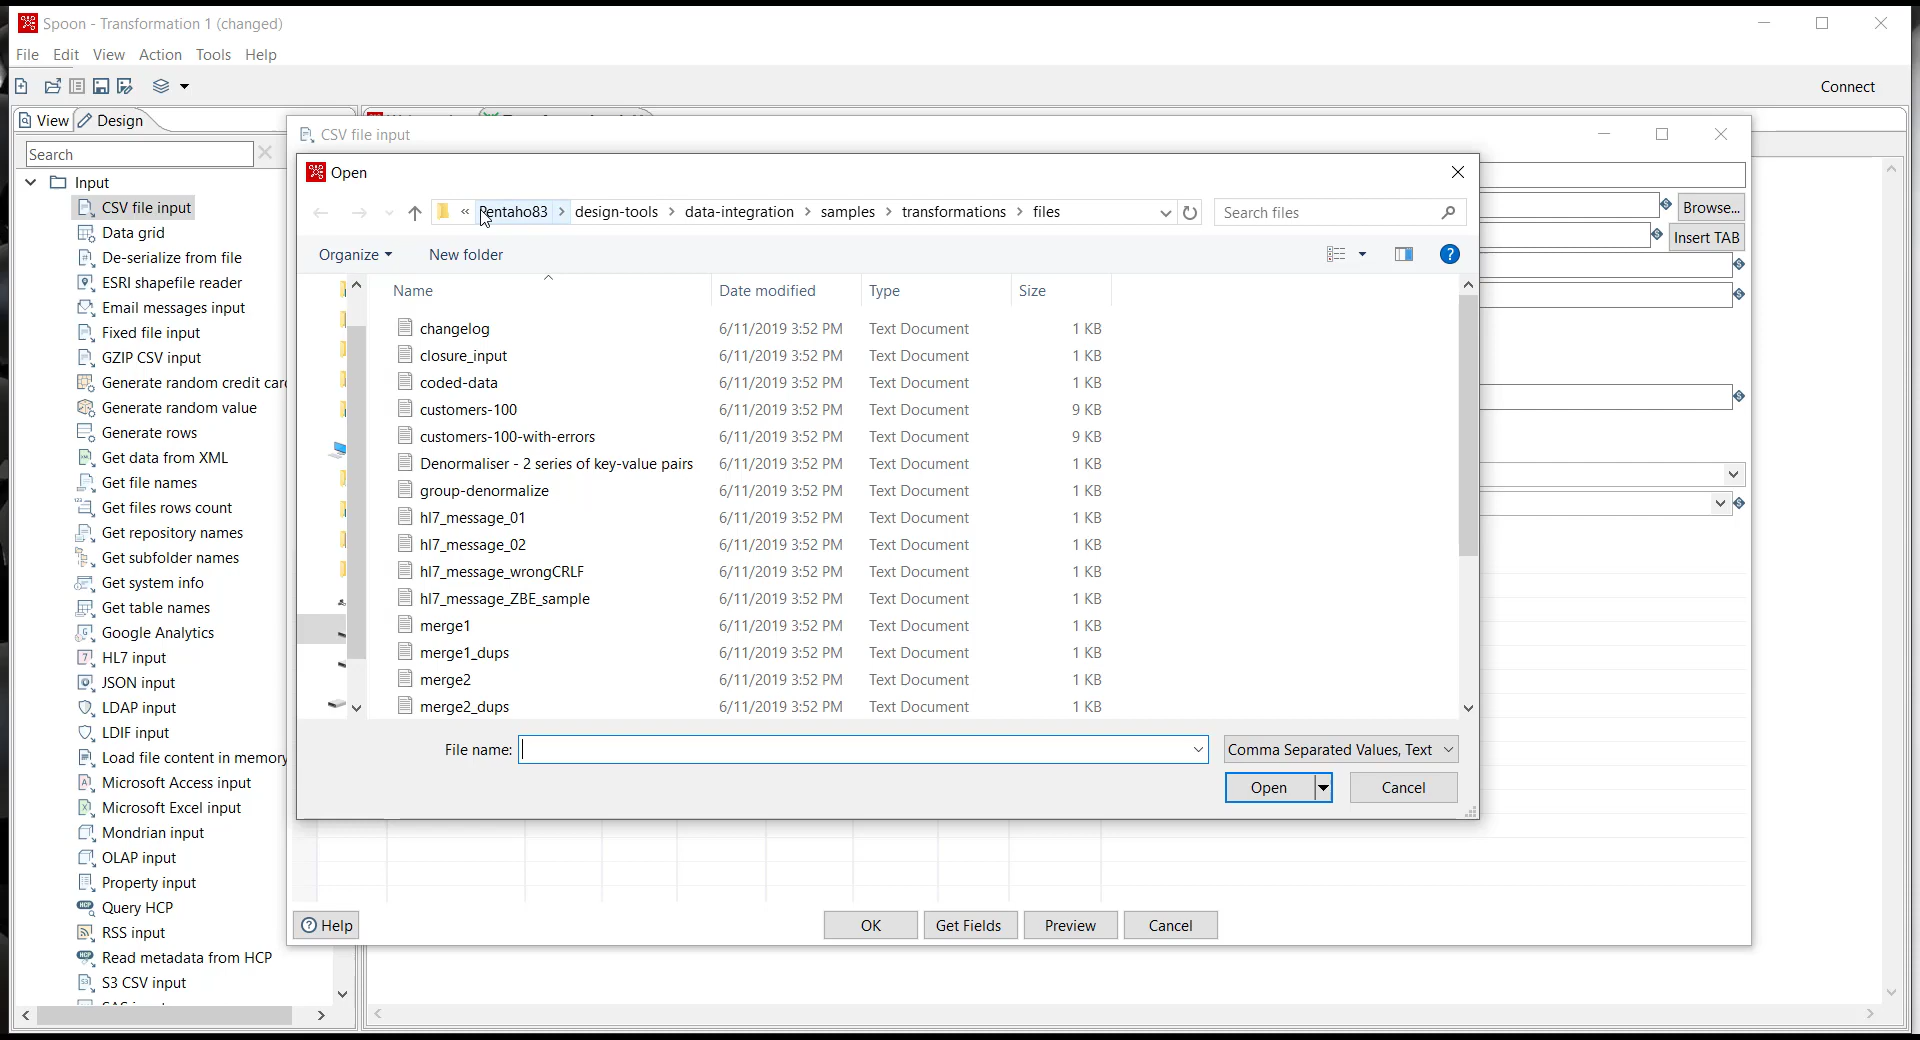 Spoon - Transformation 1 (changed)
File Edit View Action Tools Help
Connect
View Design
Search
Input
CSV file input
Data grid
De-serialize from file
ESRI shapefile reader
Email messages input
Fixed file input
GZIP CSV input
Generate random credit card
Generate random value
Generate rows
Get data from XML
Get file names
Get files rows count
Get repository names
Get subfolder names
Get system info
Get table names
Google Analytics
HL7 input
JSON input
LDAP input
LDIF input
Load file content in memory
Microsoft Access input
Microsoft Excel input
Mondrian input
OLAP input
Property input
Query HCP
RSS input
Read metadata from HCP
S3 CSV input
CSV file input
Browse...
Insert TAB
Open
« Pentaho83 > design-tools > data-integration > samples > transformations > files
Search files
Organize New folder
Name Date modified Type Size
changelog 6/11/2019 3:52 PM Text Document 1 KB
closure_input 6/11/2019 3:52 PM Text Document 1 KB
coded-data 6/11/2019 3:52 PM Text Document 1 KB
customers-100 6/11/2019 3:52 PM Text Document 9 KB
customers-100-with-errors 6/11/2019 3:52 PM Text Document 9 KB
Denormaliser - 2 series of key-value pairs 6/11/2019 3:52 PM Text Document 1 KB
group-denormalize 6/11/2019 3:52 PM Text Document 1 KB
hl7_message_01 6/11/2019 3:52 PM Text Document 1 KB
hl7_message_02 6/11/2019 3:52 PM Text Document 1 KB
hl7_message_wrongCRLF 6/11/2019 3:52 PM Text Document 1 KB
hl7_message_ZBE_sample 6/11/2019 3:52 PM Text Document 1 KB
merge1 6/11/2019 3:52 PM Text Document 1 KB
merge1_dups 6/11/2019 3:52 PM Text Document 1 KB
merge2 6/11/2019 3:52 PM Text Document 1 KB
merge2_dups 6/11/2019 3:52 PM Text Document 1 KB
File name:
Comma Separated Values, Text
Open Cancel
Help OK Get Fields Preview Cancel